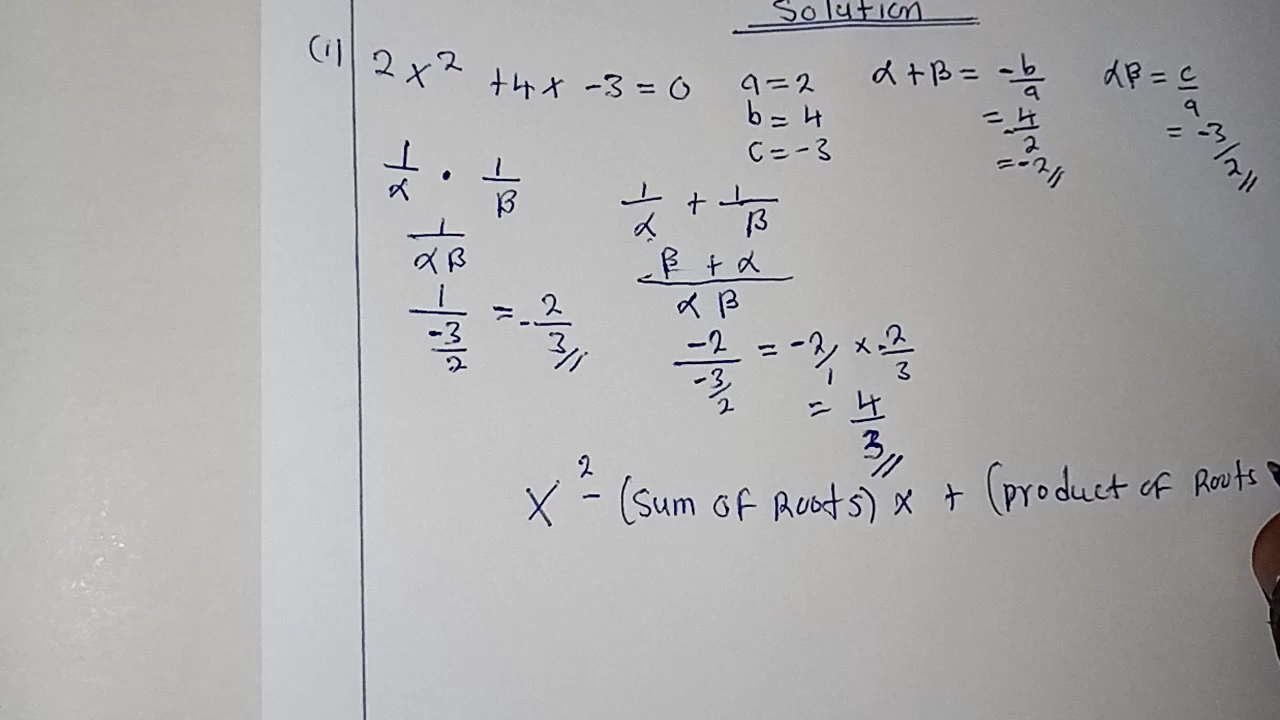 Solution
(i) 2x² + 4x - 3 = 0
a = 2
b = 4
c = -3
α + β = -b/a
= -4/2
= -2//
αβ = c/a
= -3/2//
1/α · 1/β
1/αβ
1/(-3/2) = -2/3//
1/α + 1/β
(β + α)/αβ
-2/(-3/2) = -2/1 × -2/3
= 4/3//
x² - (Sum of Roots) x + (product of Roots